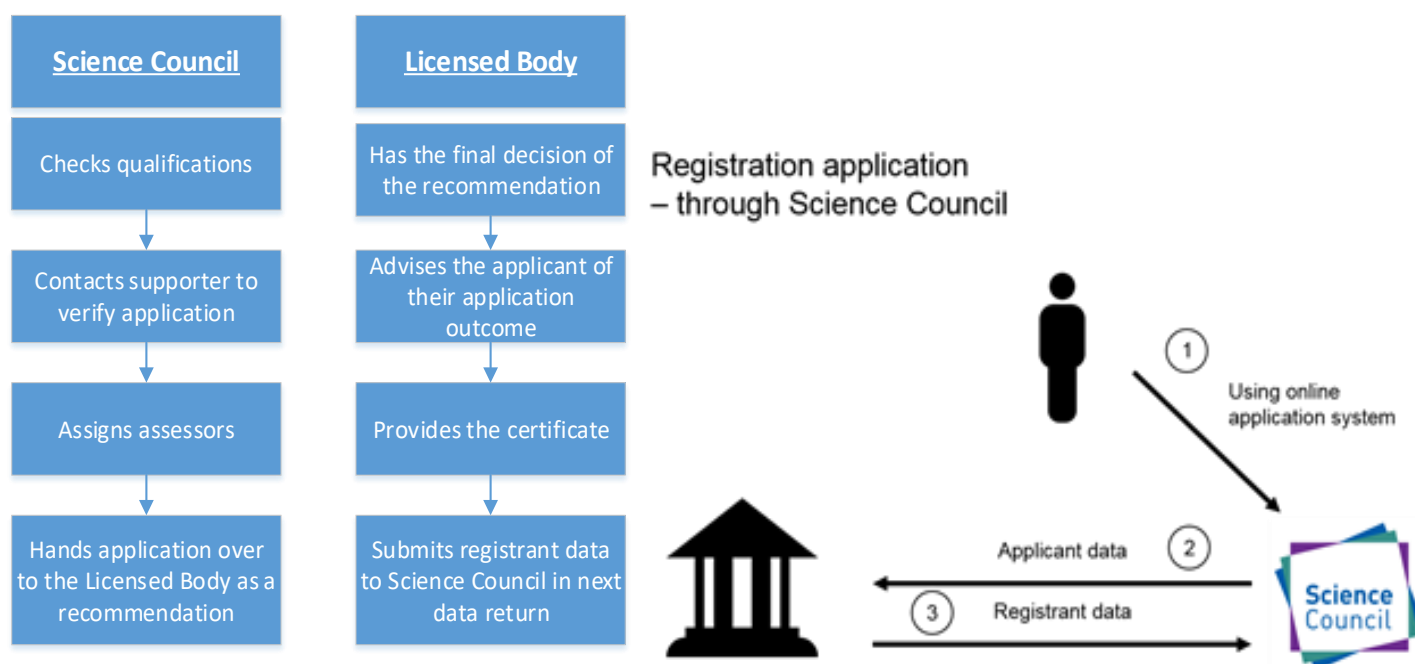 Science Council
Checks qualifications
Contacts supporter to
verify application
Assigns assessors
Hands application over
to the Licensed Body as a
recommendation
Licensed Body
Has the final decision of
the recommendation
Advises the applicant of
their application
outcome
Provides the certificate
Submits registrant data
to Science Council in next
data return
Registration application
– through Science Council
1
Using online
application system
Applicant data
2
3
Registrant data
Science
Council